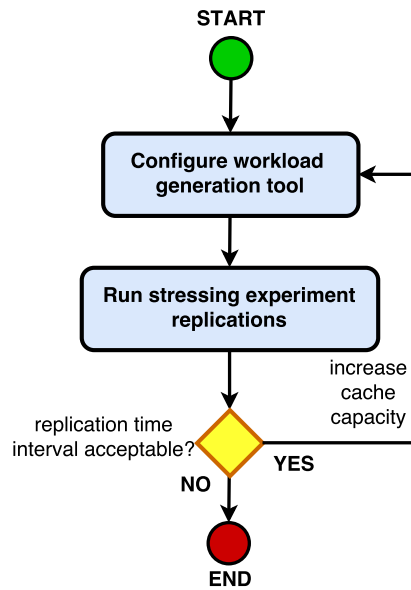 START
Configure workload
generation tool
Run stressing experiment
replications
increase
cache
capacity
replication time
interval acceptable?
YES
NO
END